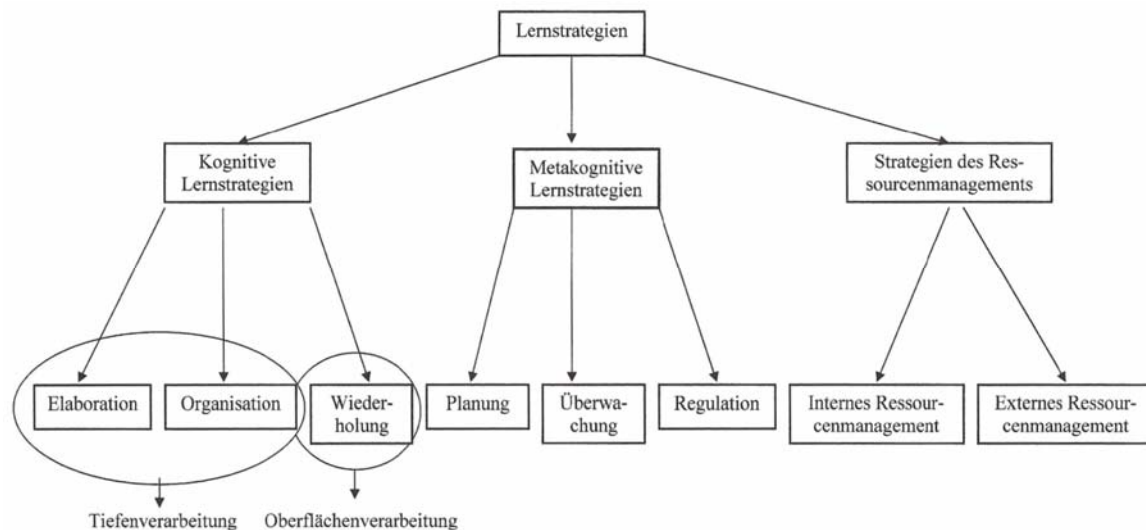 Lernstrategien
Kognitive
Lernstrategien
Metakognitive
Lernstrategien
Strategien des Res-
sourcenmanagements
Elaboration
Organisation
Wieder-
holung
Planung
Überwa-
chung
Regulation
Internes Ressour-
cenmanagement
Externes Ressour-
cenmanagement
Tiefenverarbeitung
Oberflächenverarbeitung